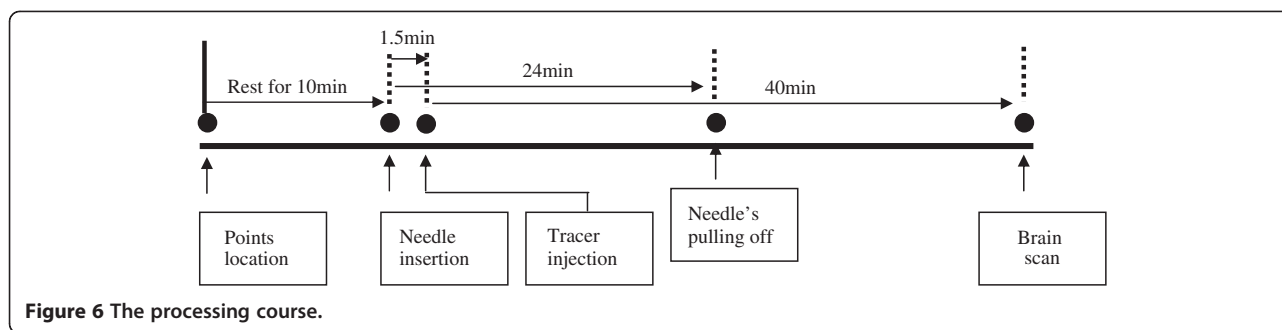 1.5min
24min
Rest for 10min
40min
Points
location
Needle
insertion
Tracer
injection
Needle's
pulling off
Brain
scan
Figure 6 The processing course.